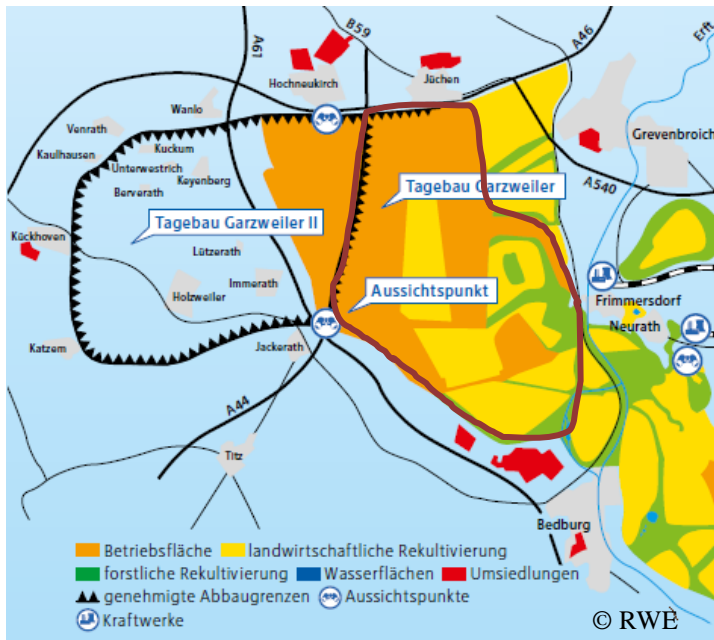 B59
A61
A46
Erft
Hochneukirch
Jüchen
Wanlo
Venrath
Kuckum
Kaulhausen
Unterwestrich
Keyenberg
Berverath
Grevenbroich
A540
Tagebau Garzweiler
Tagebau Garzweiler II
Kückhoven
Lützerath
Immerath
Holzweiler
Aussichtspunkt
Frimmersdorf
Neurath
Katzem
Jackerath
A44
Titz
Bedburg
Betriebsfläche landwirtschaftliche Rekultivierung
forstliche Rekultivierung Wasserflächen Umsiedlungen
genehmigte Abbaugrenzen Aussichtspunkte
Kraftwerke
© RWE